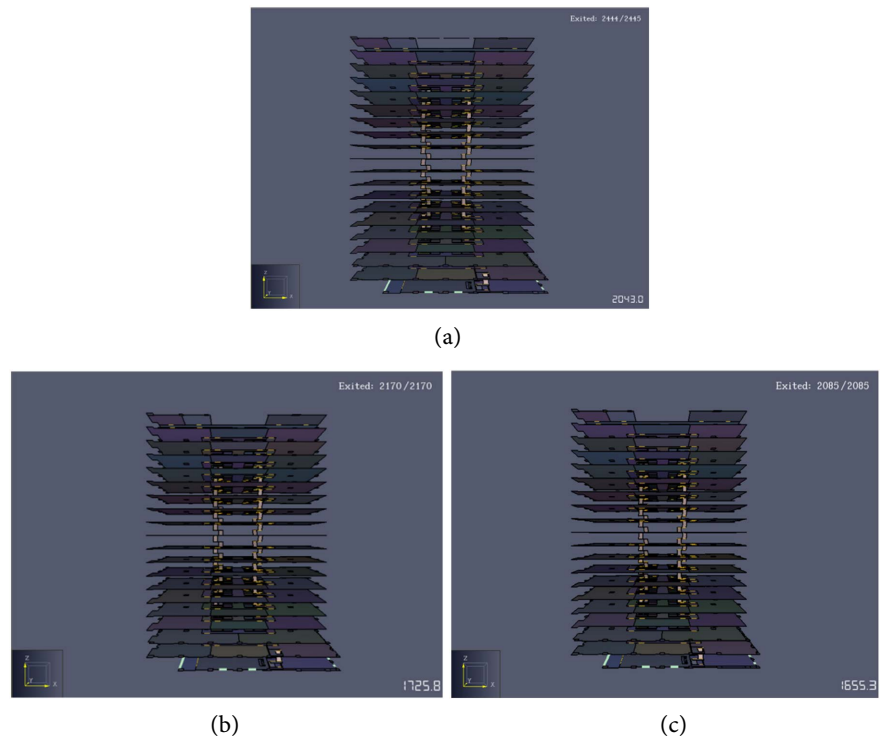 Exited: 2444/2445
Z
Y
X
2043.0
(a)
Exited: 2170/2170
Z
Y
X
1725.8
(b)
Exited: 2085/2085
Z
Y
X
1655.3
(c)